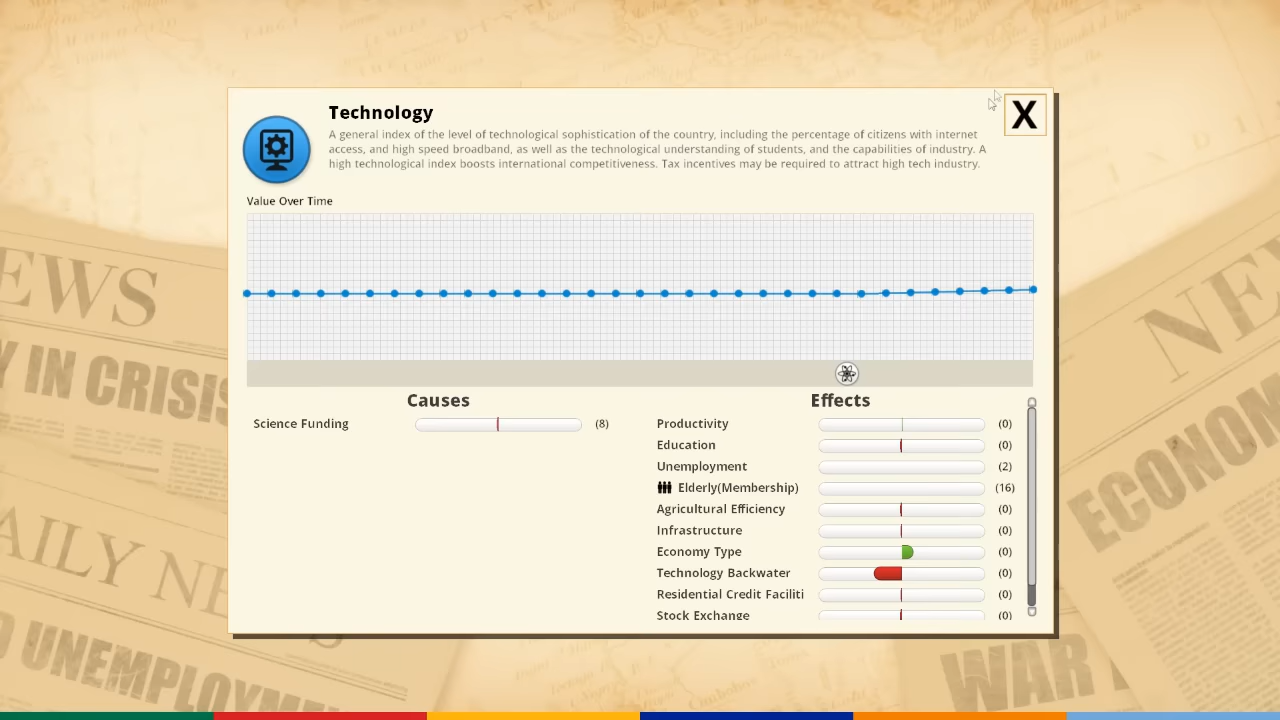 Technology
X
A general index of the level of technological sophistication of the country, including the percentage of citizens with internet
access, and high speed broadband, as well as the technological understanding of students, and the capabilities of industry. A
high technological index boosts international competitiveness. Tax incentives may be required to attract high tech industry.
Value Over Time
Causes
Science Funding (8)
Effects
Productivity (0)
Education (0)
Unemployment (2)
Elderly(Membership) (16)
Agricultural Efficiency (0)
Infrastructure (0)
Economy Type (0)
Technology Backwater (0)
Residential Credit Faciliti (0)
Stock Exchange (0)
EWS
Y IN CRISIS
AILY NE
D UNEMPLOYM
NE
ECONOM
WAR